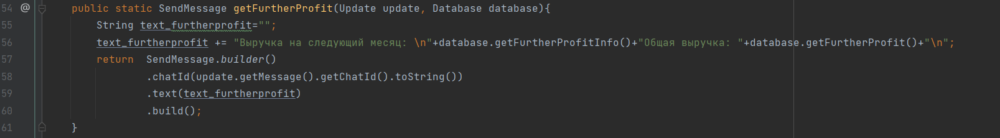 54 @ public static SendMessage getFurtherProfit(Update update, Database database){
55 String text_furtherprofit="";
56 text_furtherprofit += "Выручка на следующий месяц: \n"+database.getFurtherProfitInfo()+"Общая выручка: "+database.getFurtherProfit()+"\n";
57 return  SendMessage.builder()
58 .chatId(update.getMessage().getChatId().toString())
59 .text(text_furtherprofit)
60 .build();
61 }